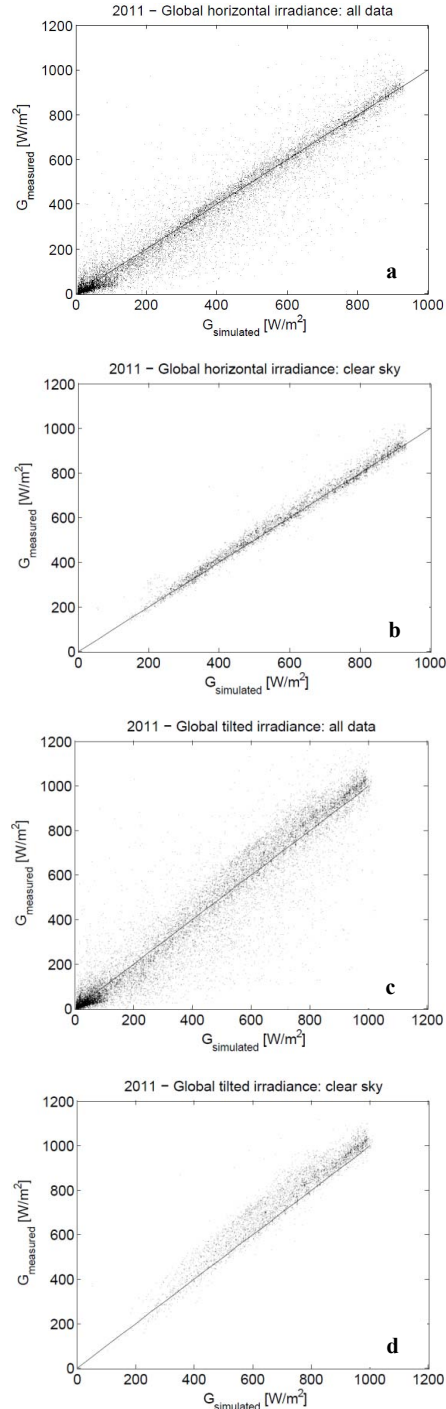 2011 − Global horizontal irradiance: all data
1200
1000
800
600
400
200
0
G_measured [W/m²]
0 200 400 600 800 1000
G_simulated [W/m²]
a
2011 − Global horizontal irradiance: clear sky
1200
1000
800
600
400
200
0
G_measured [W/m²]
0 200 400 600 800 1000
G_simulated [W/m²]
b
2011 − Global tilted irradiance: all data
1200
1000
800
600
400
200
0
G_measured [W/m²]
0 200 400 600 800 1000 1200
G_simulated [W/m²]
c
2011 − Global tilted irradiance: clear sky
1200
1000
800
600
400
200
0
G_measured [W/m²]
0 200 400 600 800 1000 1200
G_simulated [W/m²]
d